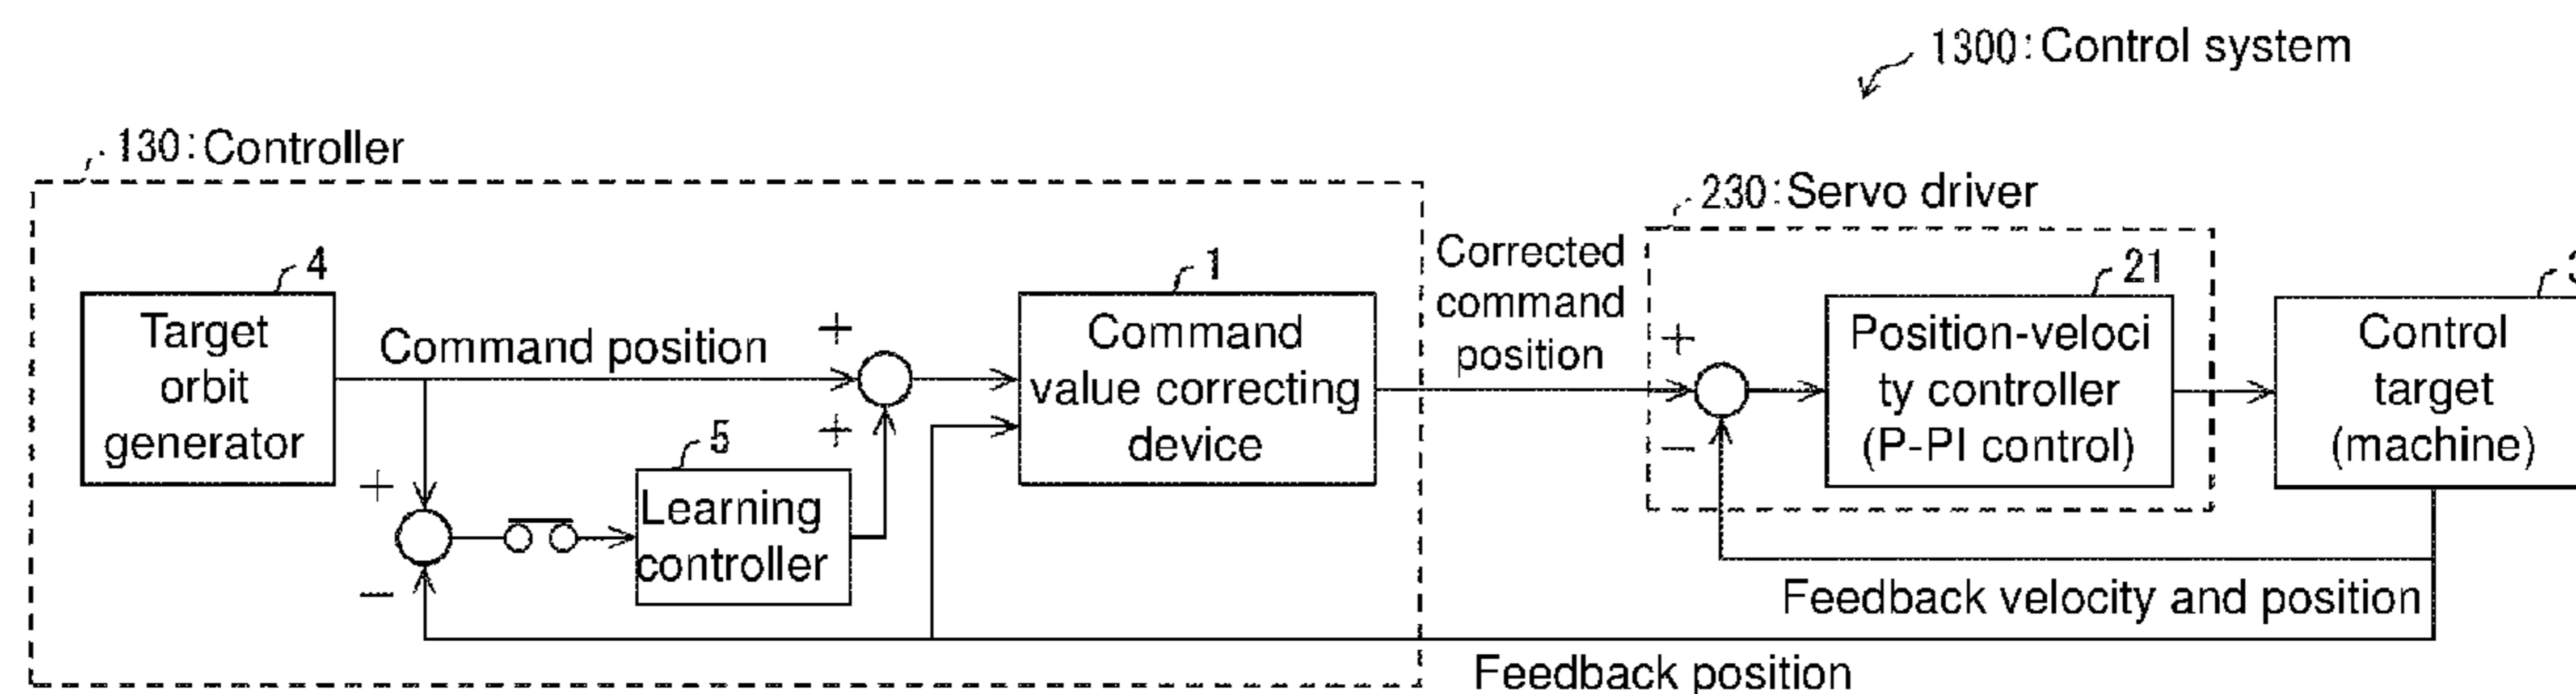 1300: Control system
130: Controller
230: Servo driver
4
Target
orbit
generator
Command position
+
+
+
−
5
Learning
controller
1
Command
value correcting
device
Corrected
command
position
+
−
21
Position-veloci
ty controller
(P-PI control)
3
Control
target
(machine)
Feedback velocity and position
Feedback position